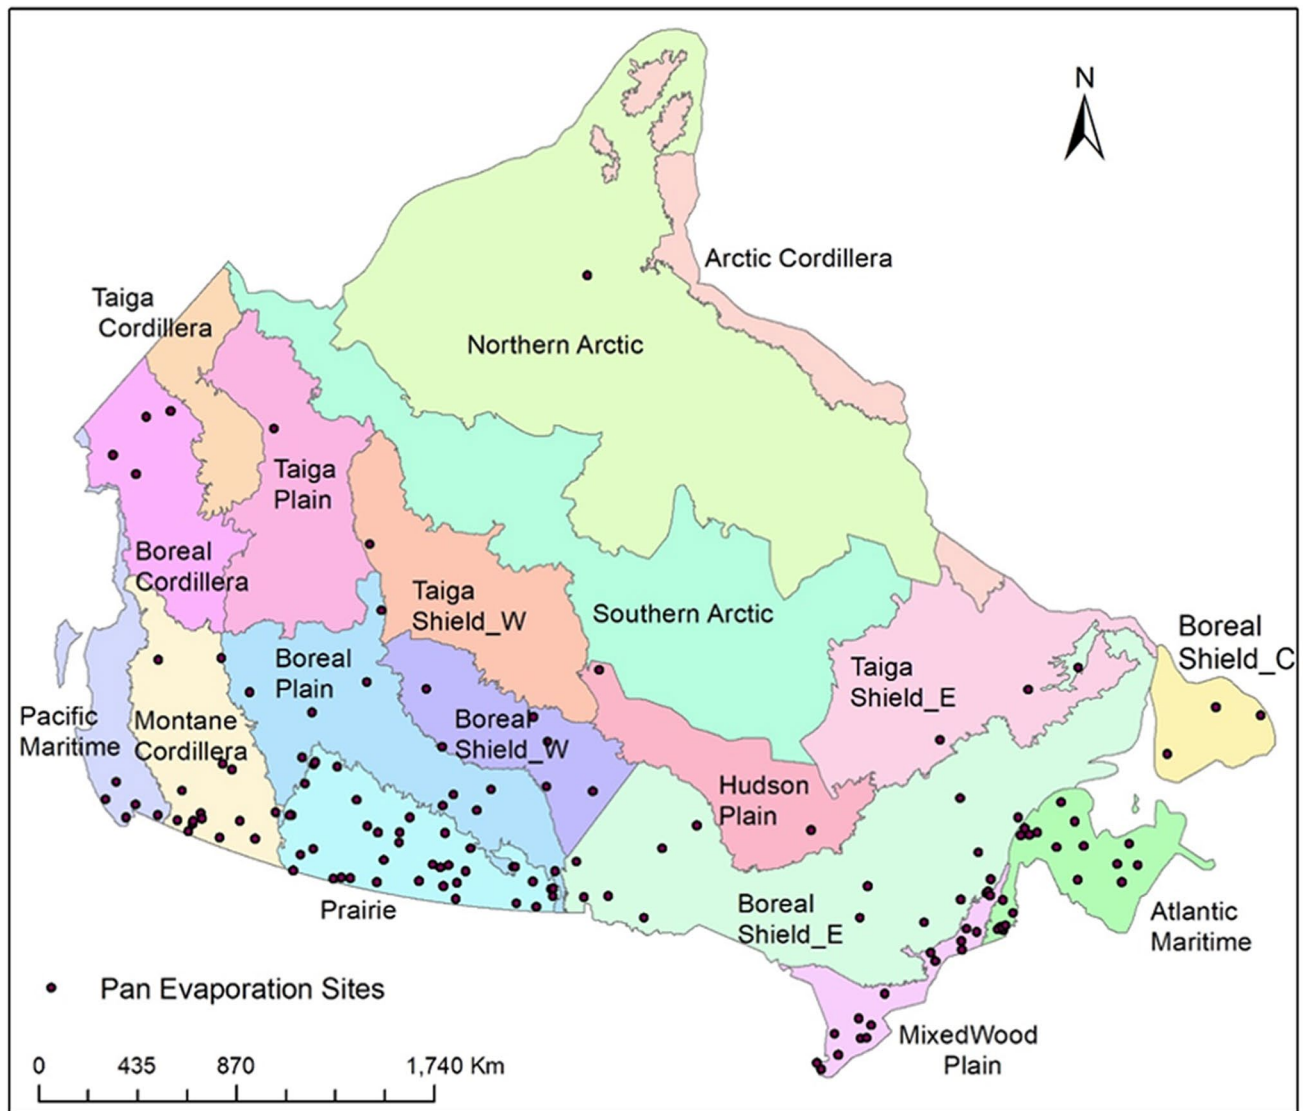 N
Arctic Cordillera
Taiga
Cordillera
Northern Arctic
Taiga
Plain
Boreal
Cordillera
Taiga
Shield_W
Southern Arctic
Boreal
Shield_C
Boreal
Plain
Taiga
Shield_E
Pacific
Maritime
Montane
Cordillera
Boreal
Shield_W
Hudson
Plain
Prairie
Boreal
Shield_E
Atlantic
Maritime
Pan Evaporation Sites
MixedWood
Plain
0 435 870 1,740 Km